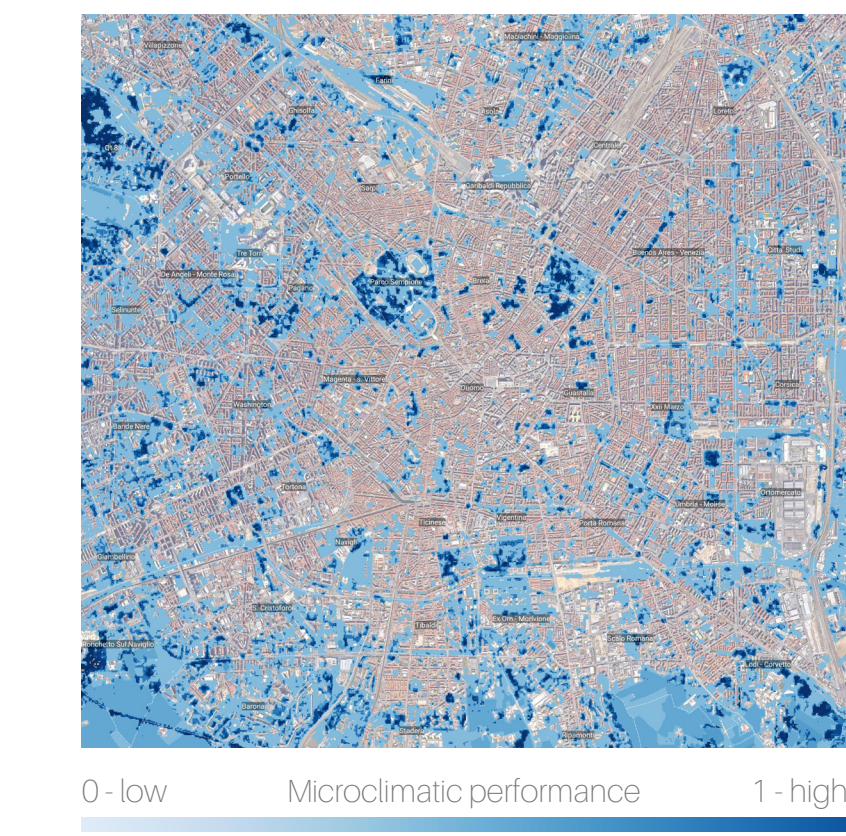 Villapizzone
Maciachini - Maggiolina
Farini
Ghisolfa
Isola
Loreto
Centrale
QT8
Portello
Sarpi
Garibaldi Repubblica
Tre Torri
Buenos Aires - Venezia
Città Studi
De Angeli - Monte Rosa
Parco Sempione
Brera
Pagano
Selinunte
Magenta - S. Vittore
Duomo
Guastalla
Corsica
Washington
Xxii Marzo
Bande Nere
Tortona
Ortomercato
Umbria - Molise
Ticinese
Vigentina
Porta Romana
Navigli
Giambellino
S. Cristoforo
Tibaldi
Ex Om - Morivione
Scalo Romana
Ronchetto Sul Naviglio
Lodi - Corvetto
Barona
Stadera
Ripamonti
0 - low Microclimatic performance 1 - high